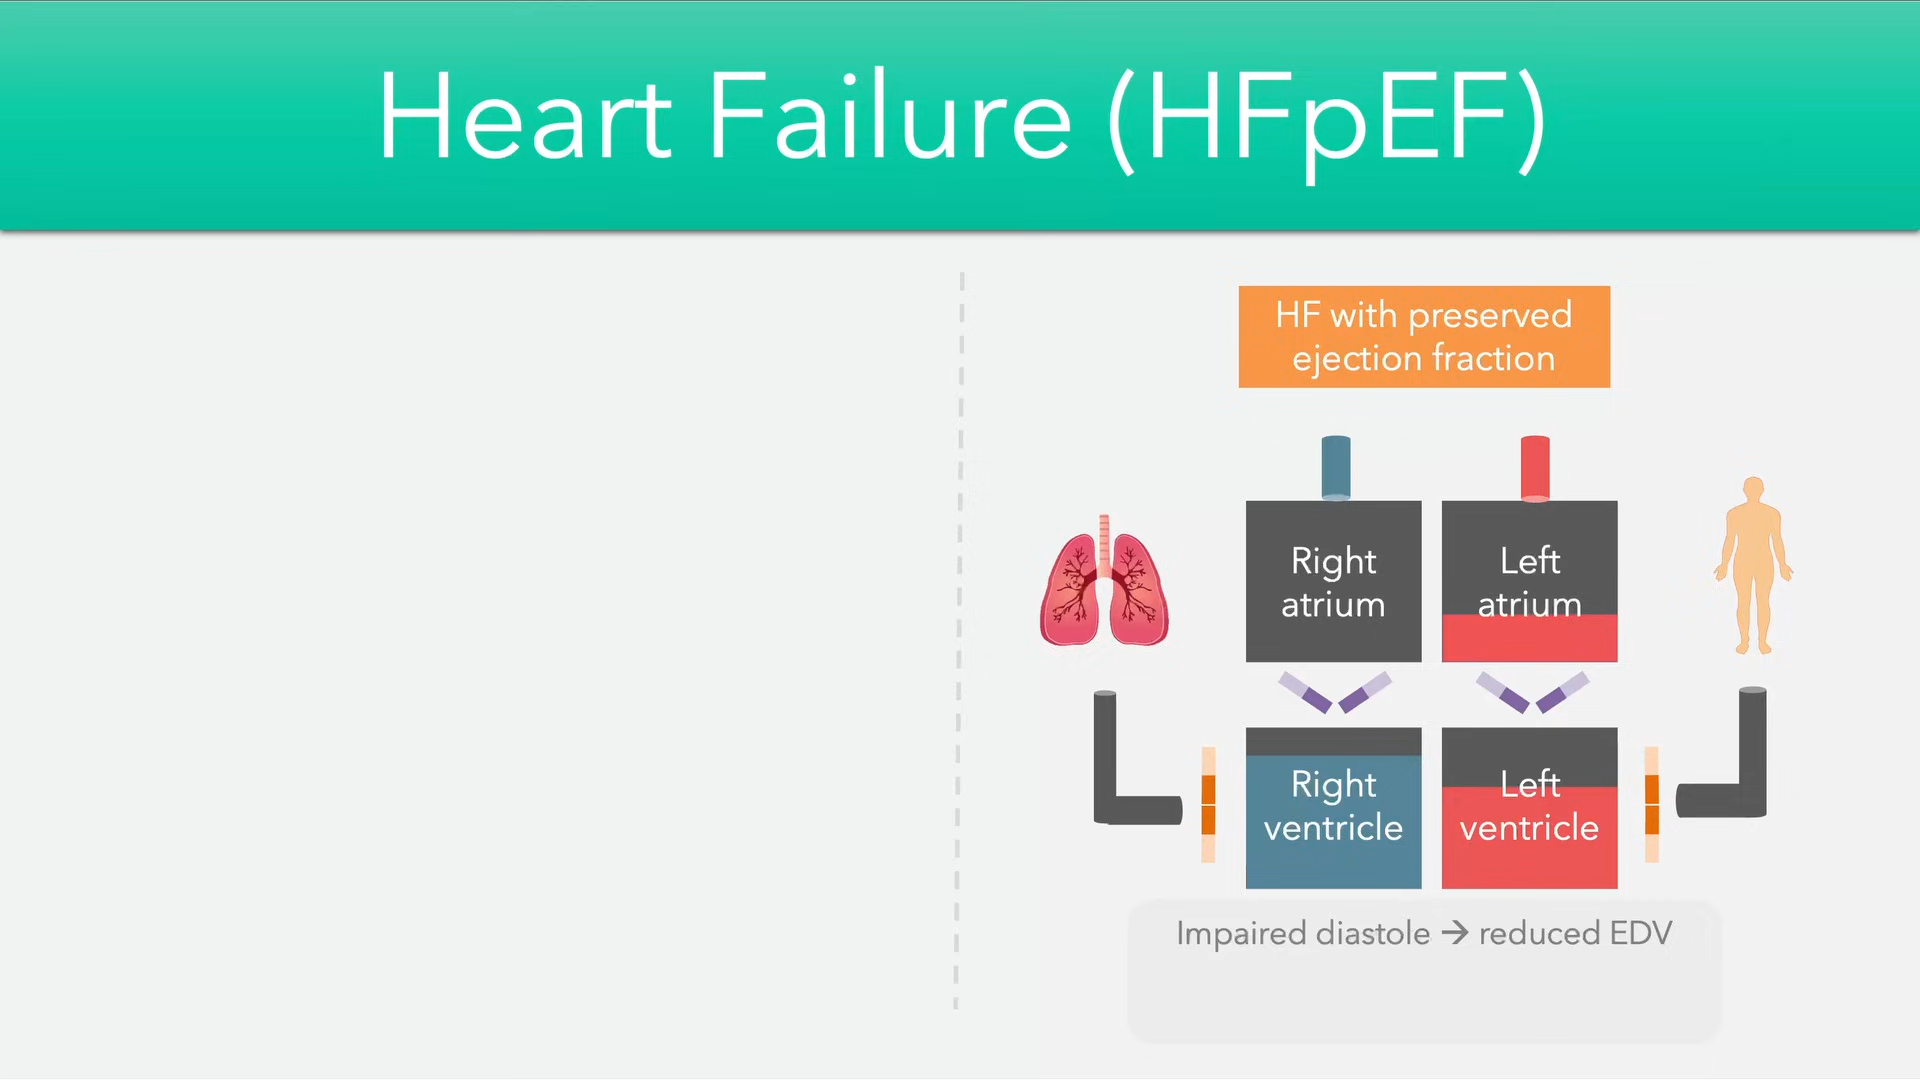 Heart Failure (HFpEF)
HF with preserved
ejection fraction
Right
atrium
Left
atrium
Right
ventricle
Left
ventricle
Impaired diastole → reduced EDV